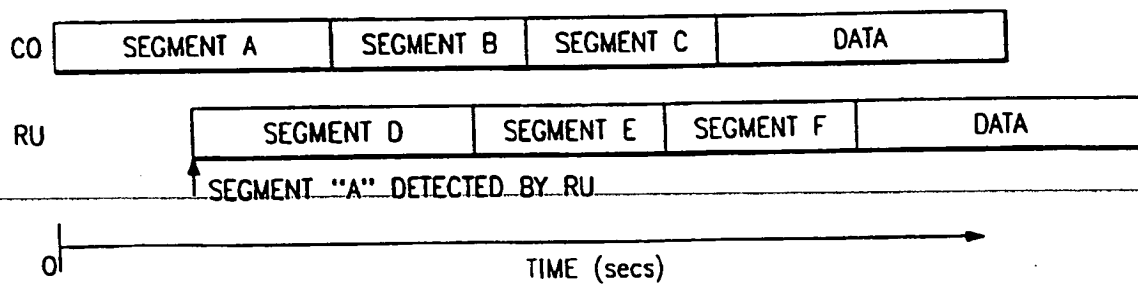 CO SEGMENT A SEGMENT B SEGMENT C DATA
RU SEGMENT D SEGMENT E SEGMENT F DATA
SEGMENT "A" DETECTED BY RU
0 TIME (secs)